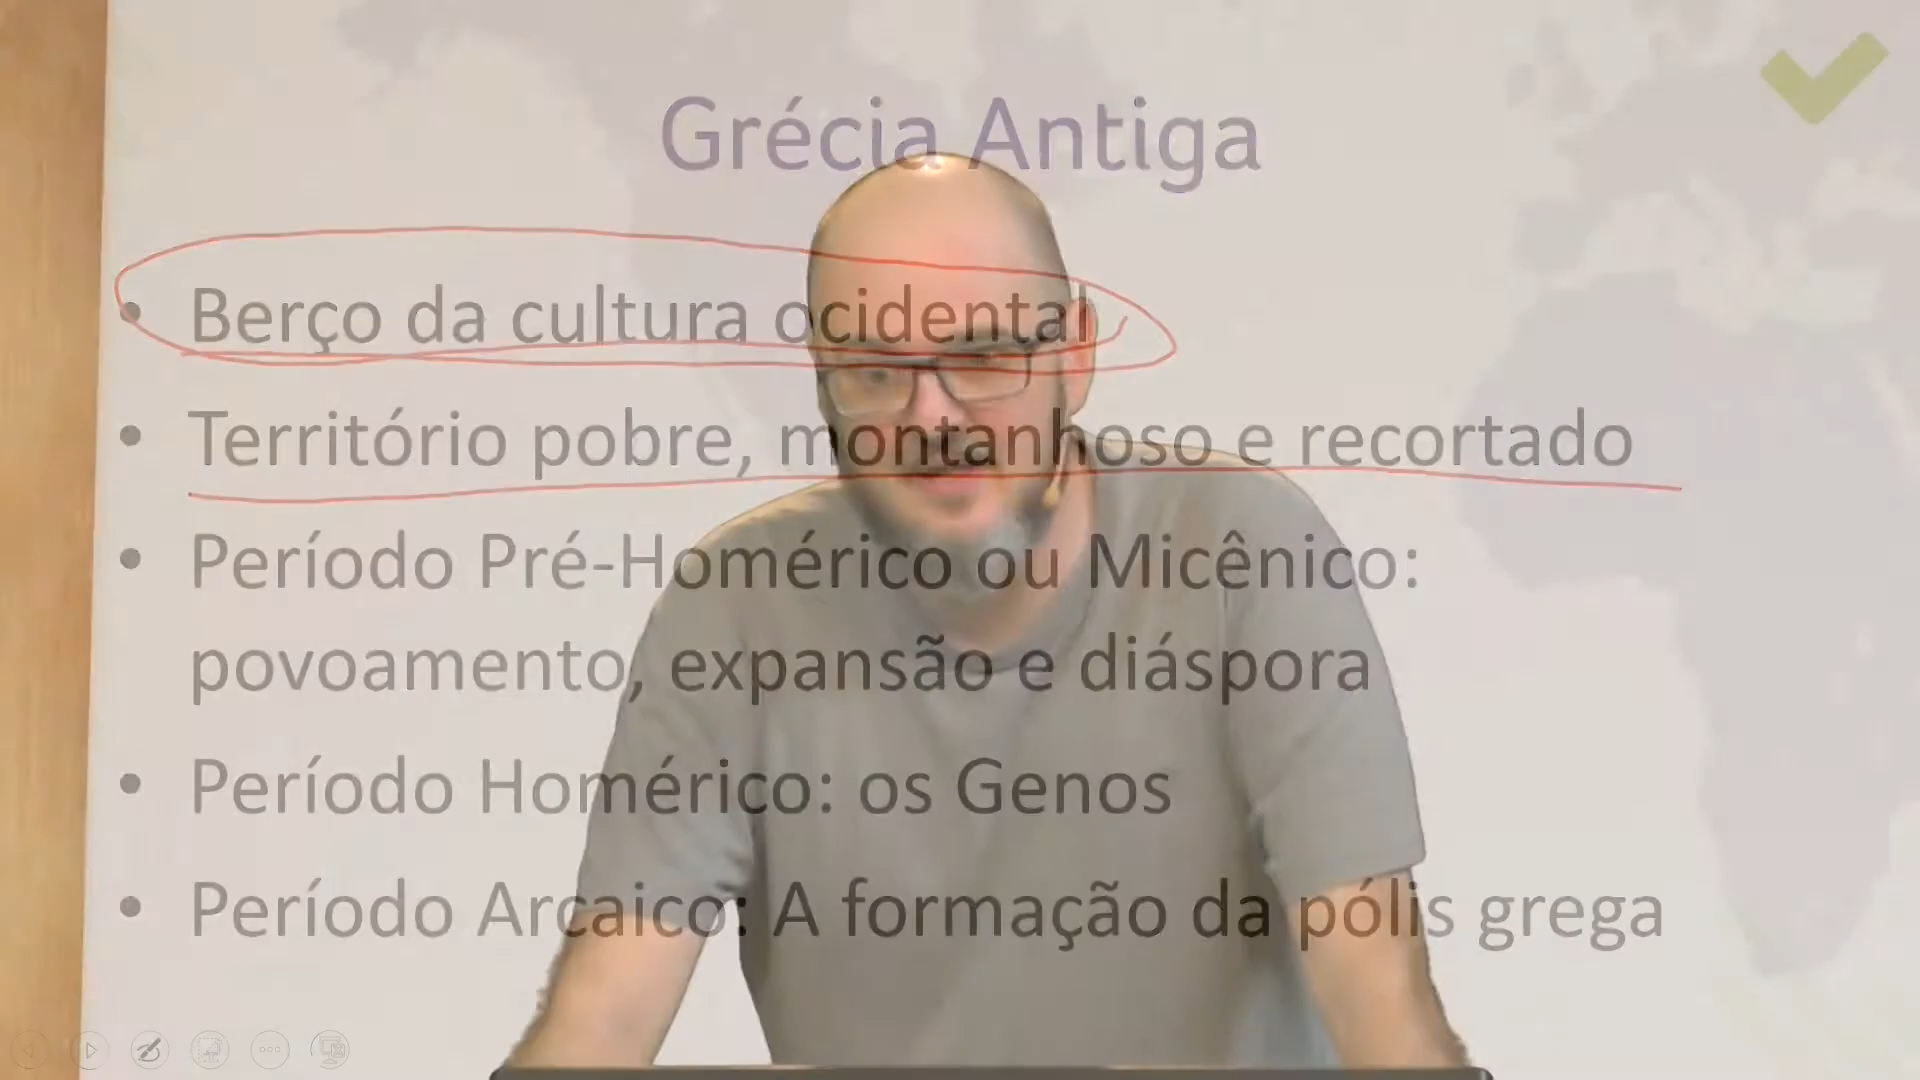 Grécia Antiga
• Berço da cultura ocidental
• Território pobre, montanhoso e recortado
• Período Pré-Homérico ou Micênico:
povoamento, expansão e diáspora
• Período Homérico: os Genos
• Período Arcaico: A formação da pólis grega